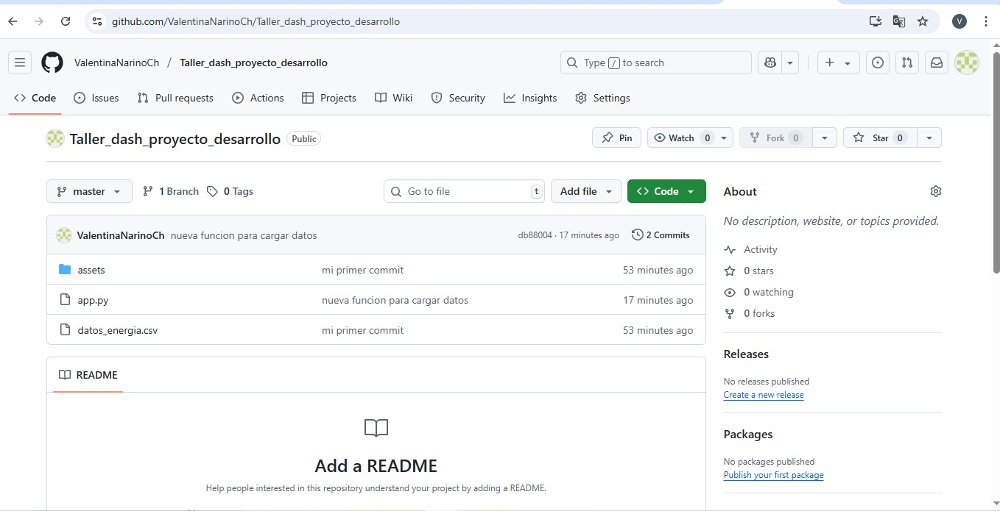 github.com/ValentinaNarinoCh/Taller_dash_proyecto_desarrollo
V
ValentinaNarinoCh / Taller_dash_proyecto_desarrollo
Type / to search
Code Issues Pull requests Actions Projects Wiki Security Insights Settings
Taller_dash_proyecto_desarrollo Public
Pin Watch 0 Fork 0 Star 0
master 1 Branch 0 Tags Go to file t Add file Code
ValentinaNarinoCh nueva funcion para cargar datos db88004 · 17 minutes ago 2 Commits
assets mi primer commit 53 minutes ago
app.py nueva funcion para cargar datos 17 minutes ago
datos_energia.csv mi primer commit 53 minutes ago
README
Add a README
Help people interested in this repository understand your project by adding a README.
About
No description, website, or topics provided.
Activity
0 stars
0 watching
0 forks
Releases
No releases published
Create a new release
Packages
No packages published
Publish your first package